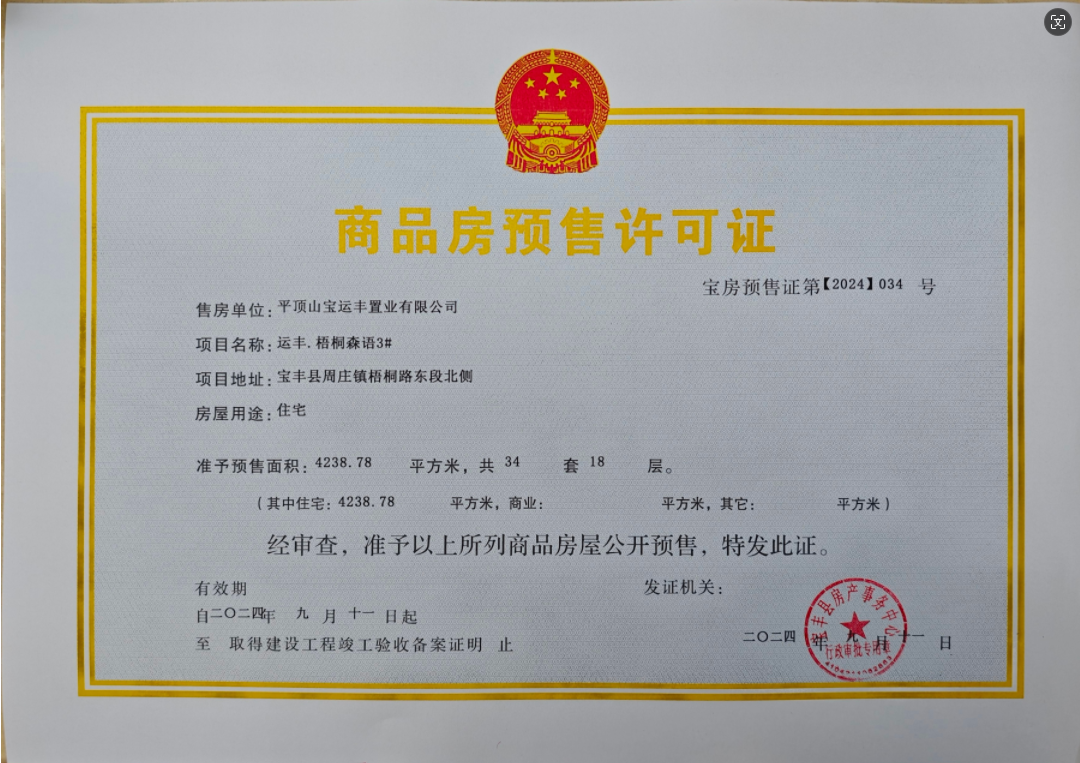 商品房预售许可证
宝房预售证第【2024】034 号
售房单位:平顶山宝运丰置业有限公司
项目名称:运丰.梧桐森语3#
项目地址:宝丰县周庄镇梧桐路东段北侧
房屋用途:住宅
准予预售面积:4238.78 平方米,共 34 套 18 层。
(其中住宅:4238.78 平方米,商业: 平方米,其它: 平方米)
经审查,准予以上所列商品房屋公开预售,特发此证。
有效期
发证机关:
自二〇二四年 九 月 十一 日起
至 取得建设工程竣工验收备案证明 止
二〇二四 年 九 月 十一 日
宝丰县房产事务中心
行政审批专用章